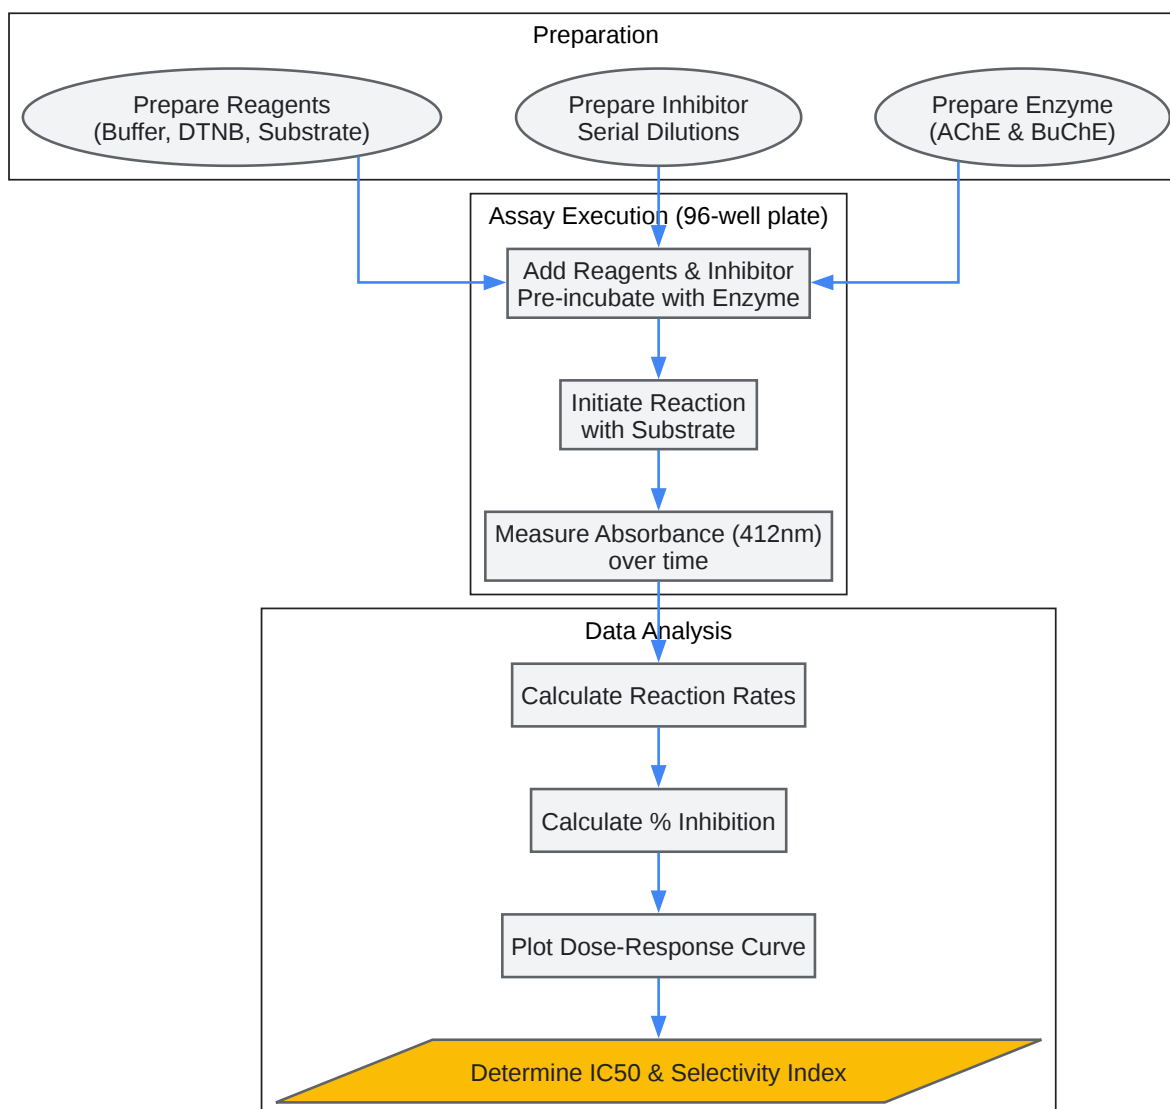 Preparation
Prepare Reagents
(Buffer, DTNB, Substrate)
Prepare Inhibitor
Serial Dilutions
Prepare Enzyme
(AChE & BuChE)
Assay Execution (96-well plate)
Add Reagents & Inhibitor
Pre-incubate with Enzyme
Initiate Reaction
with Substrate
Measure Absorbance (412nm)
over time
Data Analysis
Calculate Reaction Rates
Calculate % Inhibition
Plot Dose-Response Curve
Determine IC50 & Selectivity Index